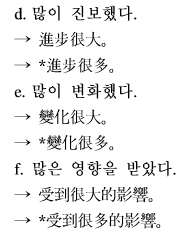 d. 많이 진보했다.
→ 進步很大。
→ *進步很多。
e. 많이 변화했다.
→ 變化很大。
→ *變化很多。
f. 많은 영향을 받았다.
→ 受到很大的影響。
→ *受到很多的影響。